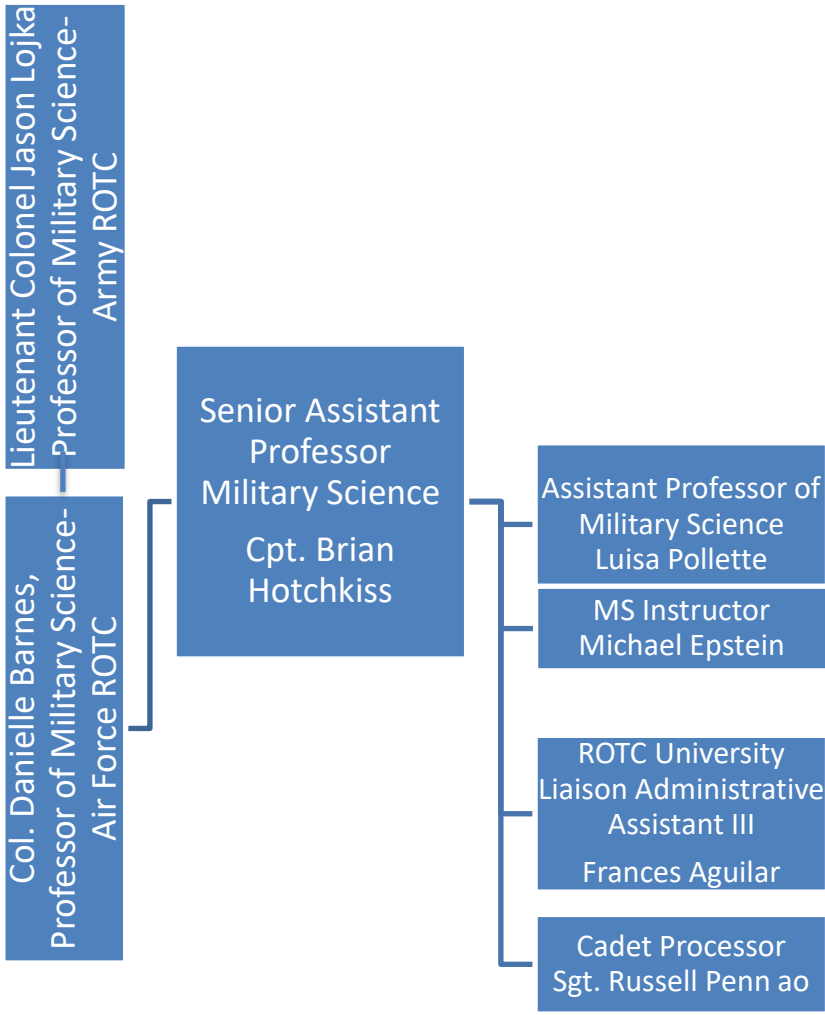 Lieutenant Colonel Jason Lojka
Professor of Military Science-
Army ROTC
Col. Danielle Barnes,
Professor of Military Science-
Air Force ROTC
Senior Assistant
Professor
Military Science
Cpt. Brian
Hotchkiss
Assistant Professor of
Military Science
Luisa Pollette
MS Instructor
Michael Epstein
ROTC University
Liaison Administrative
Assistant III
Frances Aguilar
Cadet Processor
Sgt. Russell Penn ao